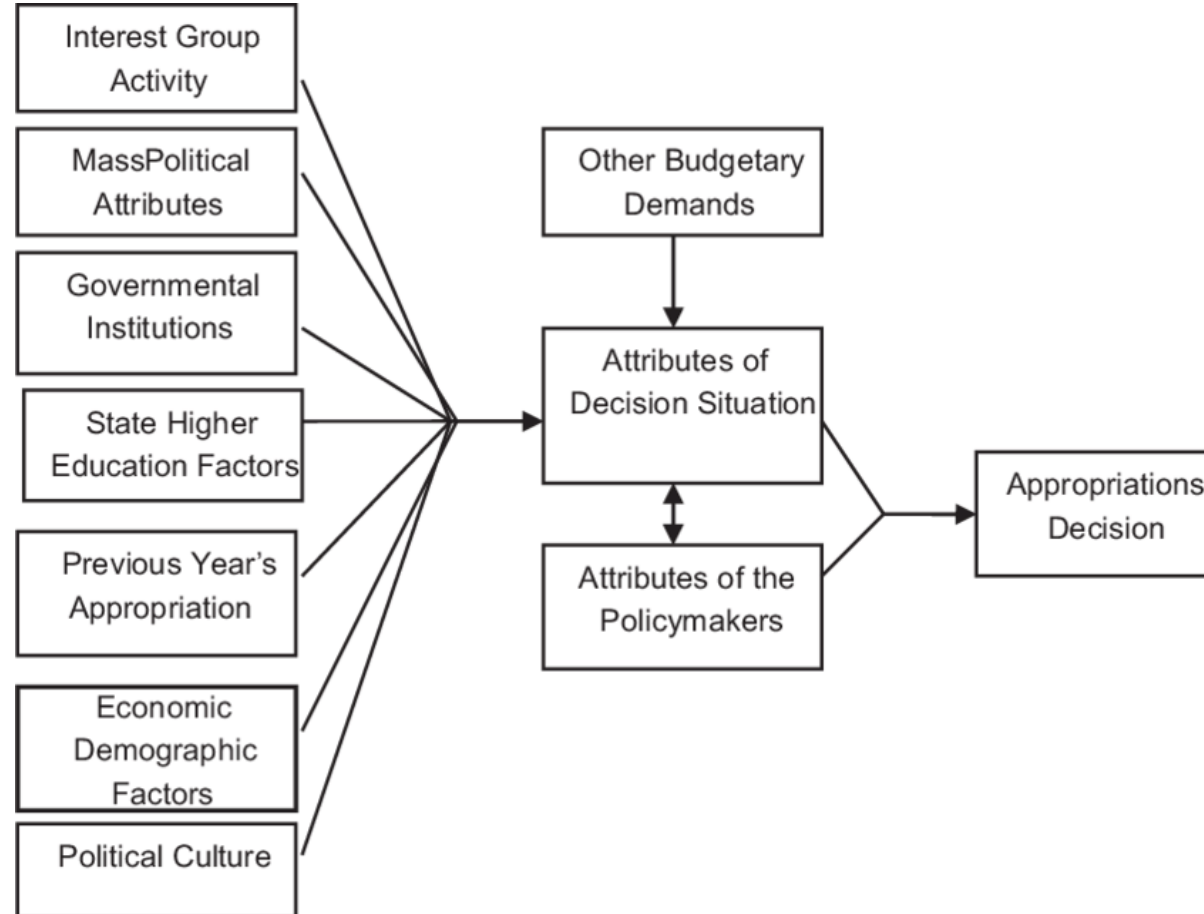 Interest Group
Activity
MassPolitical
Attributes
Governmental
Institutions
State Higher
Education Factors
Previous Year's
Appropriation
Economic
Demographic
Factors
Political Culture
Other Budgetary
Demands
Attributes of
Decision Situation
Attributes of the
Policymakers
Appropriations
Decision